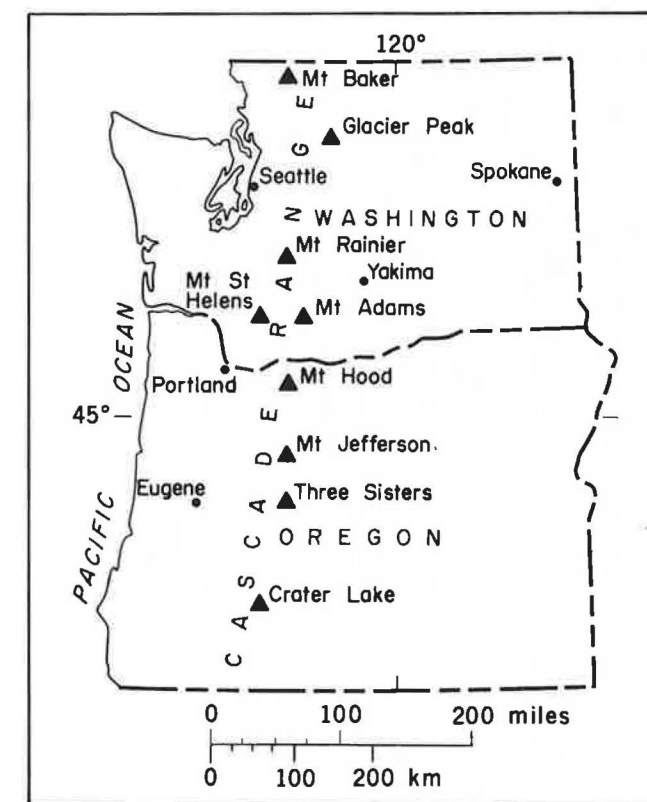 120°
Mt Baker
Glacier Peak
Seattle
Spokane
WASHINGTON
Mt Rainier
Yakima
Mt St
Helens
Mt Adams
PACIFIC OCEAN
Portland
Mt Hood
45°
Mt Jefferson
Eugene
Three Sisters
OREGON
Crater Lake
CASCADE RANGE
0 100 200 miles
0 100 200 km